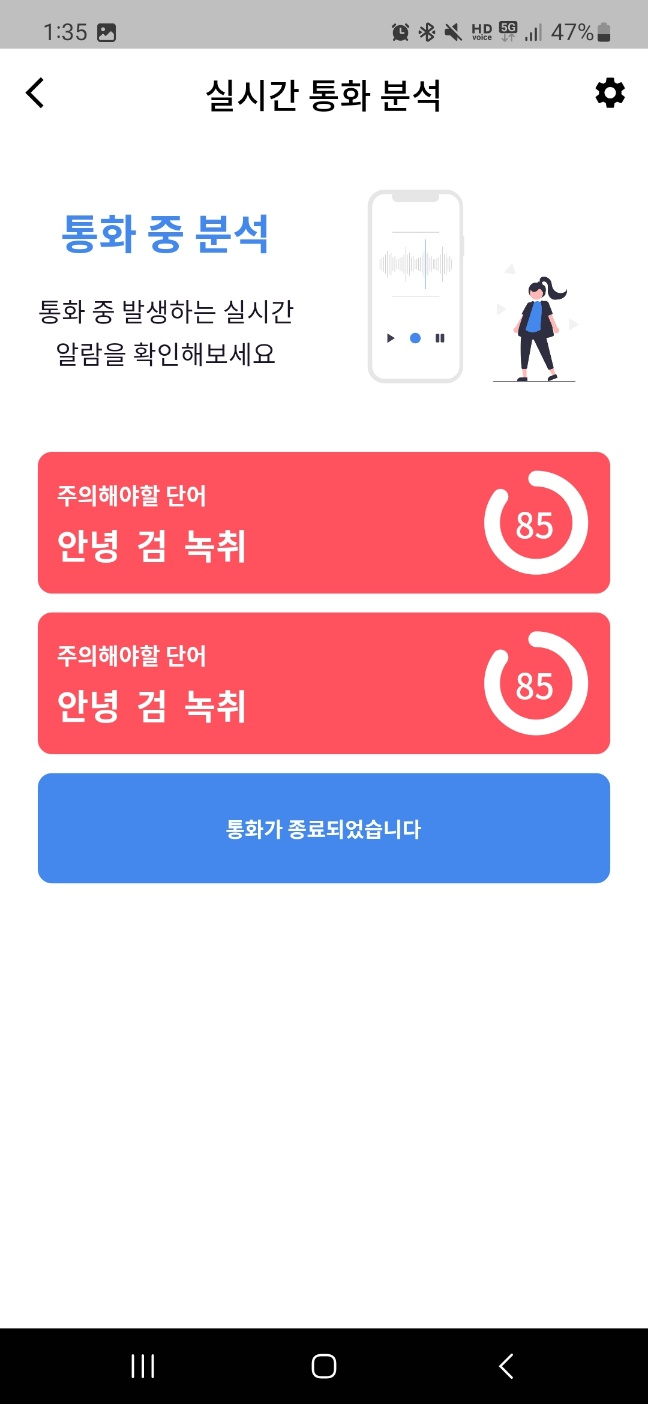 1:35 HD voice 5G 47%
실시간 통화 분석
통화 중 분석
통화 중 발생하는 실시간
알람을 확인해보세요
주의해야할 단어
안녕 검 녹취
85
주의해야할 단어
안녕 검 녹취
85
통화가 종료되었습니다